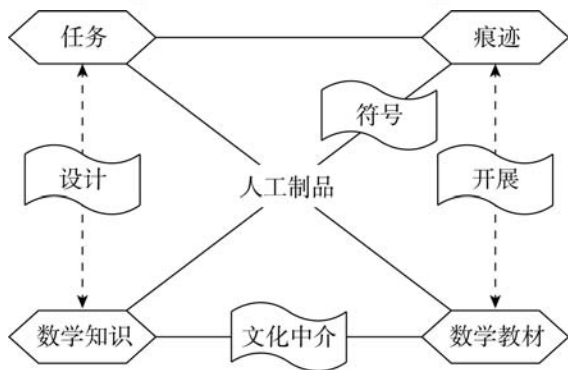 任务
痕迹
符号
设计
人工制品
开展
数学知识
文化中介
数学教材